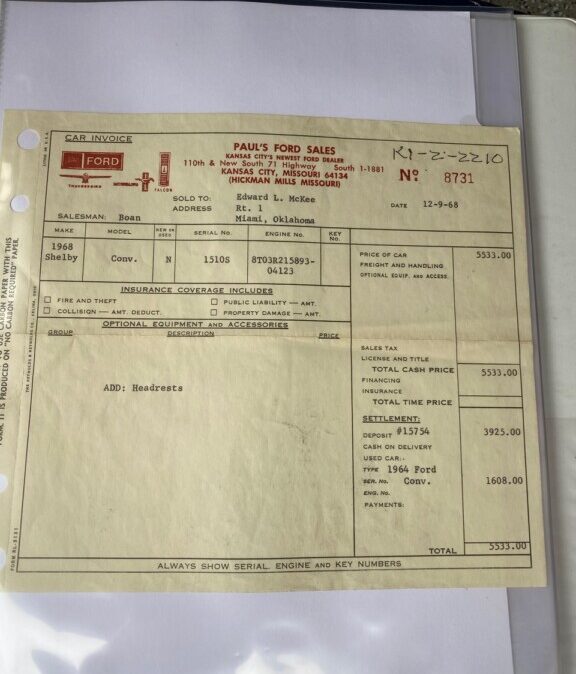 CAR INVOICE
FORD
THUNDERBIRD
FALCON
PAUL'S FORD SALES
KANSAS CITY'S NEWEST FORD DEALER
110th & New South 71 Highway South 1-1881
KANSAS CITY, MISSOURI 64134
(HICKMAN MILLS MISSOURI)
K1-2-2210
No. 8731
SOLD TO: Edward L. McKee
ADDRESS Rt. 1
Miami, Oklahoma
DATE 12-9-68
SALESMAN: Boan
MAKE MODEL NEW OR USED SERIAL No. ENGINE No. KEY No.
1968 Shelby Conv. N 1510S 8T03R215893-04123
INSURANCE COVERAGE INCLUDES
FIRE AND THEFT PUBLIC LIABILITY — AMT.
COLLISION — AMT. DEDUCT. PROPERTY DAMAGE — AMT.
OPTIONAL EQUIPMENT AND ACCESSORIES
GROUP DESCRIPTION PRICE
ADD: Headrests
PRICE OF CAR 5533.00
FREIGHT AND HANDLING
OPTIONAL EQUIP. AND ACCESS.
SALES TAX
LICENSE AND TITLE
TOTAL CASH PRICE 5533.00
FINANCING
INSURANCE
TOTAL TIME PRICE
SETTLEMENT:
DEPOSIT #15754 3925.00
CASH ON DELIVERY
USED CAR:-
TYPE 1964 Ford
SER. No. Conv. 1608.00
ENG. No.
PAYMENTS:
TOTAL 5533.00
ALWAYS SHOW SERIAL, ENGINE AND KEY NUMBERS